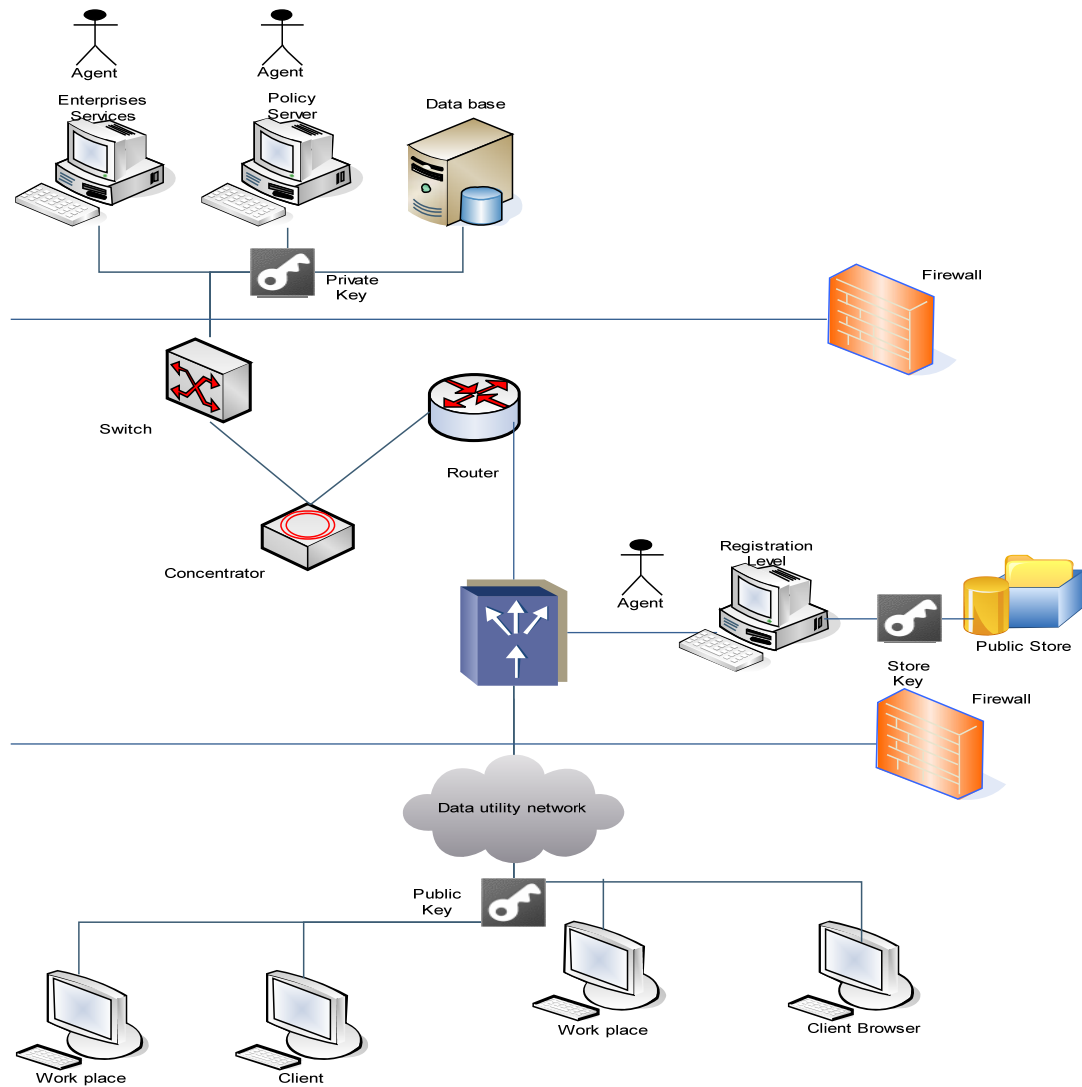 Agent
Agent
Enterprises
Services
Policy
Server
Data base
Private
Key
Firewall
Switch
Router
Concentrator
Agent
Registration
Level
Public Store
Store
Key
Firewall
Data utility network
Public
Key
Work place
Client Browser
Work place
Client